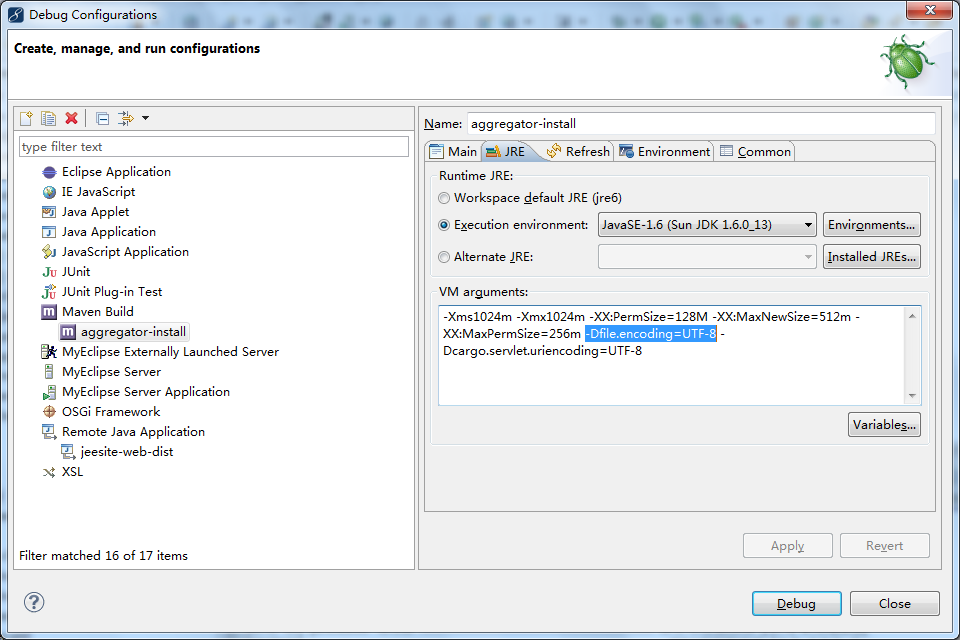 Debug Configurations
Create, manage, and run configurations
type filter text
Eclipse Application
IE JavaScript
Java Applet
Java Application
JavaScript Application
JUnit
JUnit Plug-in Test
Maven Build
aggregator-install
MyEclipse Externally Launched Server
MyEclipse Server
MyEclipse Server Application
OSGi Framework
Remote Java Application
jeesite-web-dist
XSL
Filter matched 16 of 17 items
Name: aggregator-install
Main JRE Refresh Environment Common
Runtime JRE:
Workspace default JRE (jre6)
Execution environment: JavaSE-1.6 (Sun JDK 1.6.0_13) Environments...
Alternate JRE: Installed JREs...
VM arguments:
-Xms1024m -Xmx1024m -XX:PermSize=128M -XX:MaxNewSize=512m -
XX:MaxPermSize=256m -Dfile.encoding=UTF-8 -
Dcargo.servlet.uriencoding=UTF-8
Variables...
Apply Revert
Debug Close